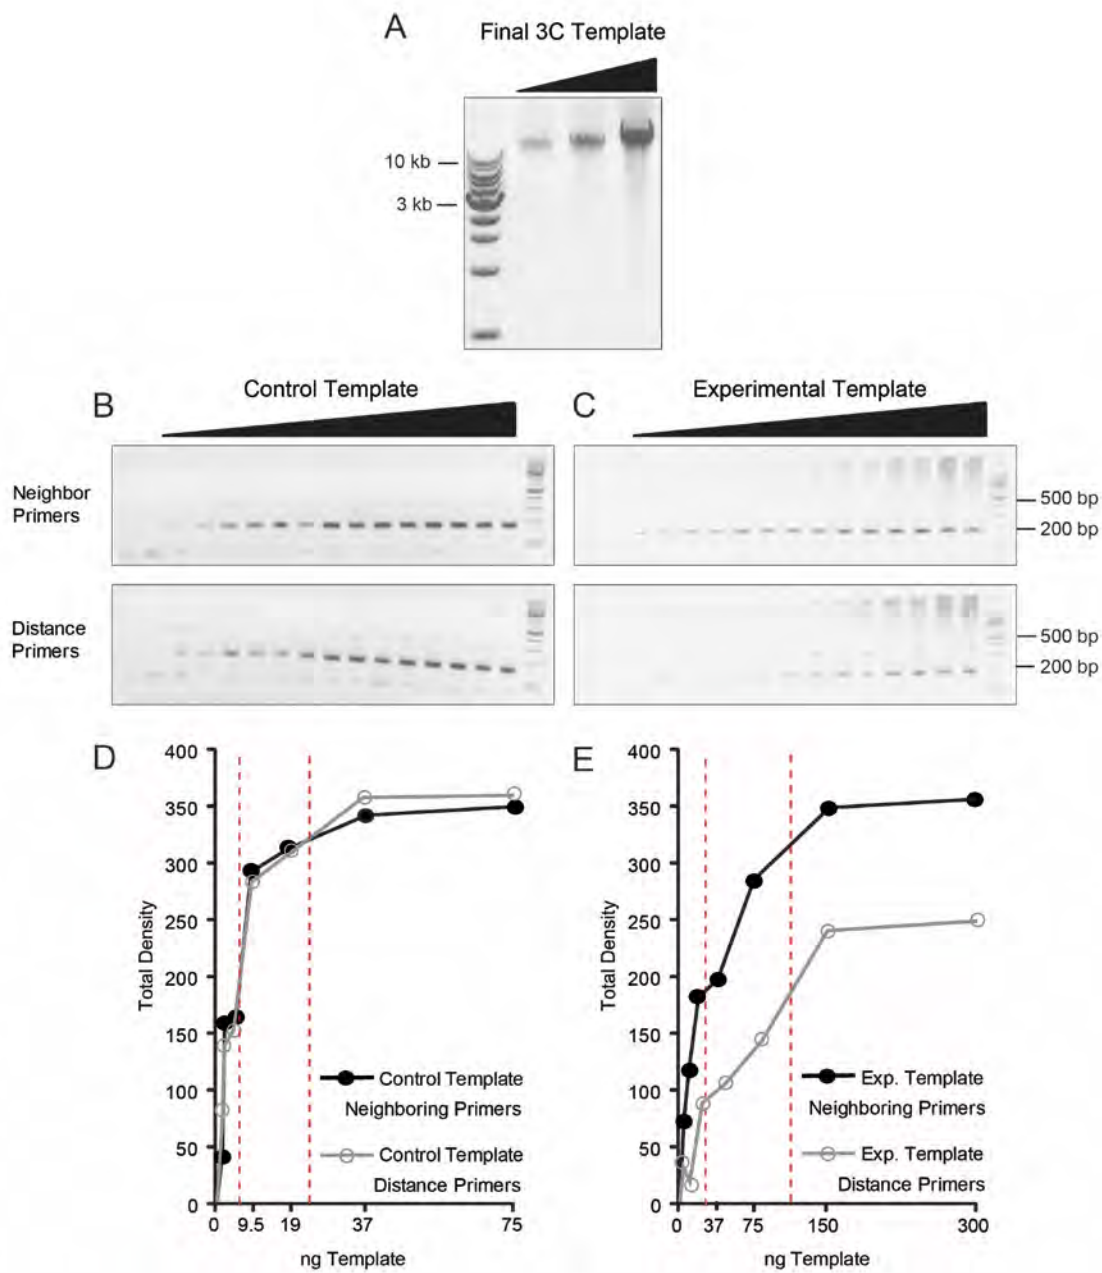 A
Final 3C Template
10 kb
3 kb
B
Control Template
C
Experimental Template
Neighbor
Primers
500 bp
200 bp
Distance
Primers
500 bp
200 bp
D
400
350
300
250
200
150
100
50
0
Total Density
0 9.5 19 37 75
ng Template
Control Template
Neighboring Primers
Control Template
Distance Primers
E
400
350
300
250
200
150
100
50
0
Total Density
0 37 75 150 300
ng Template
Exp. Template
Neighboring Primers
Exp. Template
Distance Primers